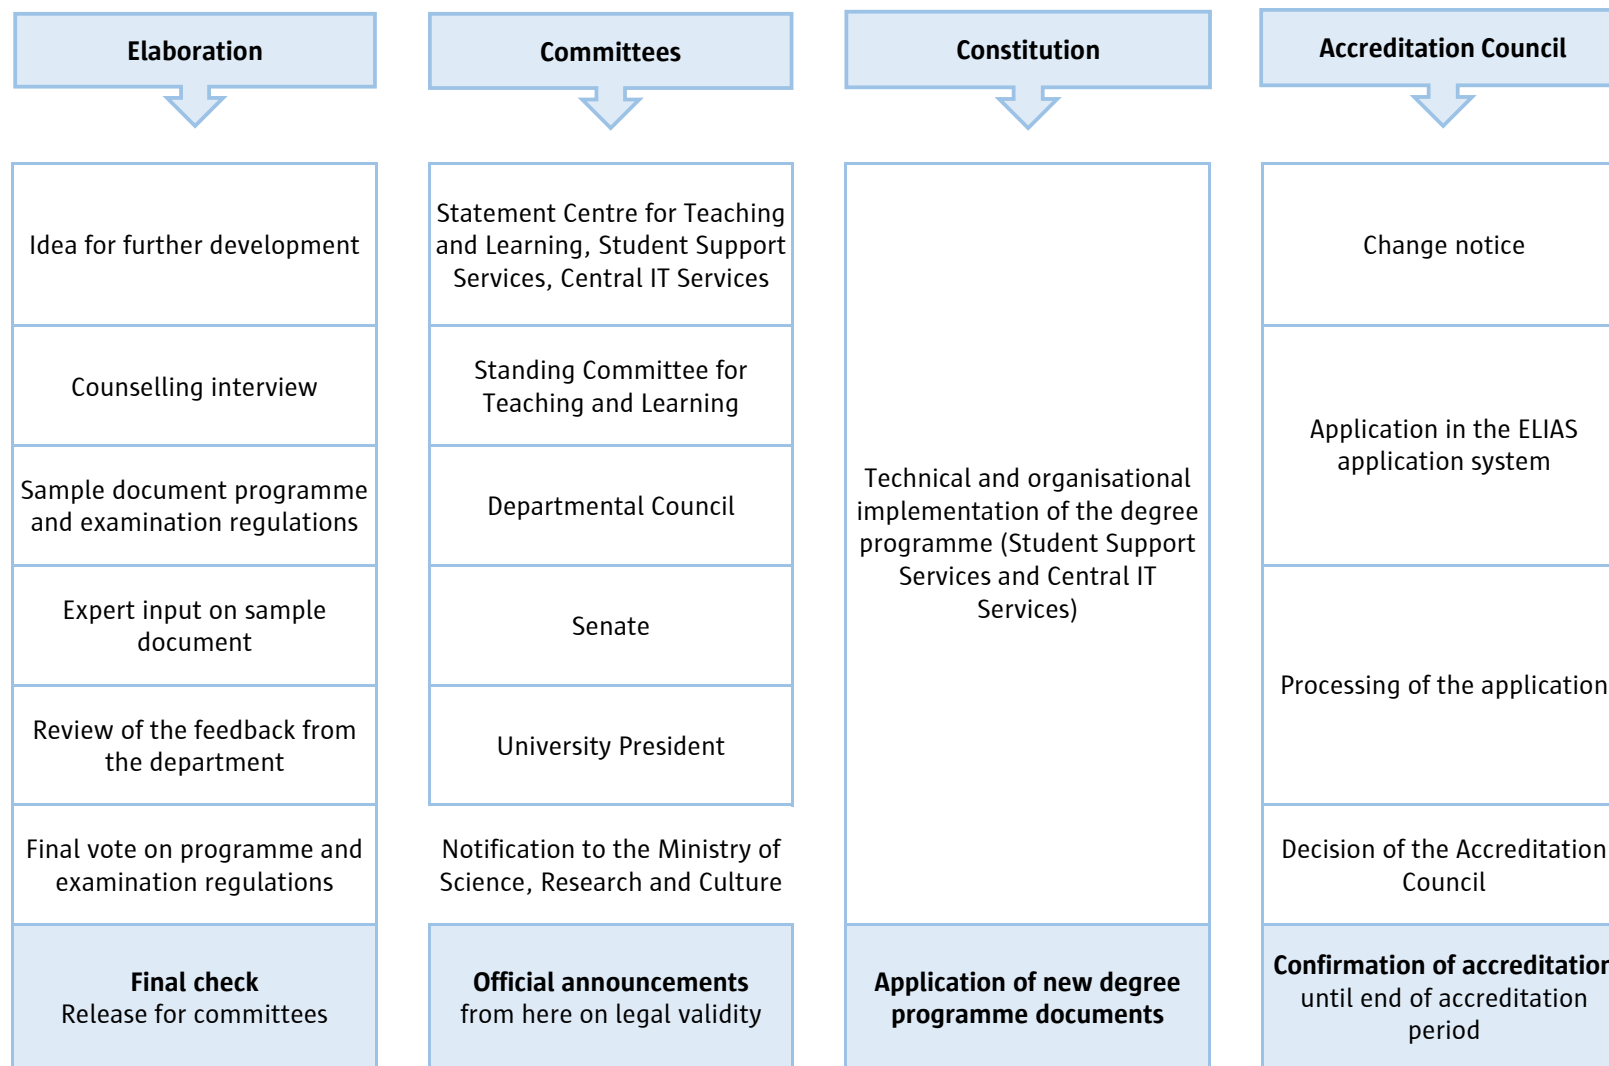 Elaboration
Idea for further development
Counselling interview
Sample document programme
and examination regulations
Expert input on sample
document
Review of the feedback from
the department
Final vote on programme and
examination regulations
Final check
Release for committees
Committees
Statement Centre for Teaching
and Learning, Student Support
Services, Central IT Services
Standing Committee for
Teaching and Learning
Departmental Council
Senate
University President
Notification to the Ministry of
Science, Research and Culture
Official announcements
from here on legal validity
Constitution
Technical and organisational
implementation of the degree
programme (Student Support
Services and Central IT
Services)
Application of new degree
programme documents
Accreditation Council
Change notice
Application in the ELIAS
application system
Processing of the application
Decision of the Accreditation
Council
Confirmation of accreditation
until end of accreditation
period